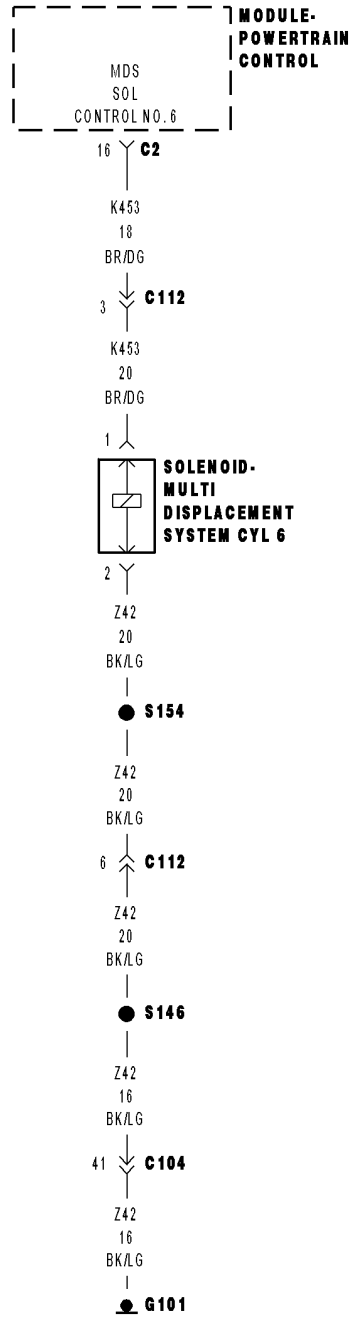 MODULE-
POWERTRAIN
CONTROL
MDS
SOL
CONTROL NO. 6
16 C2
K453
18
BR/DG
3 C112
K453
20
BR/DG
1
SOLENOID-
MULTI
DISPLACEMENT
SYSTEM CYL 6
2
Z42
20
BK/LG
S154
Z42
20
BK/LG
6 C112
Z42
20
BK/LG
S146
Z42
16
BK/LG
41 C104
Z42
16
BK/LG
G101